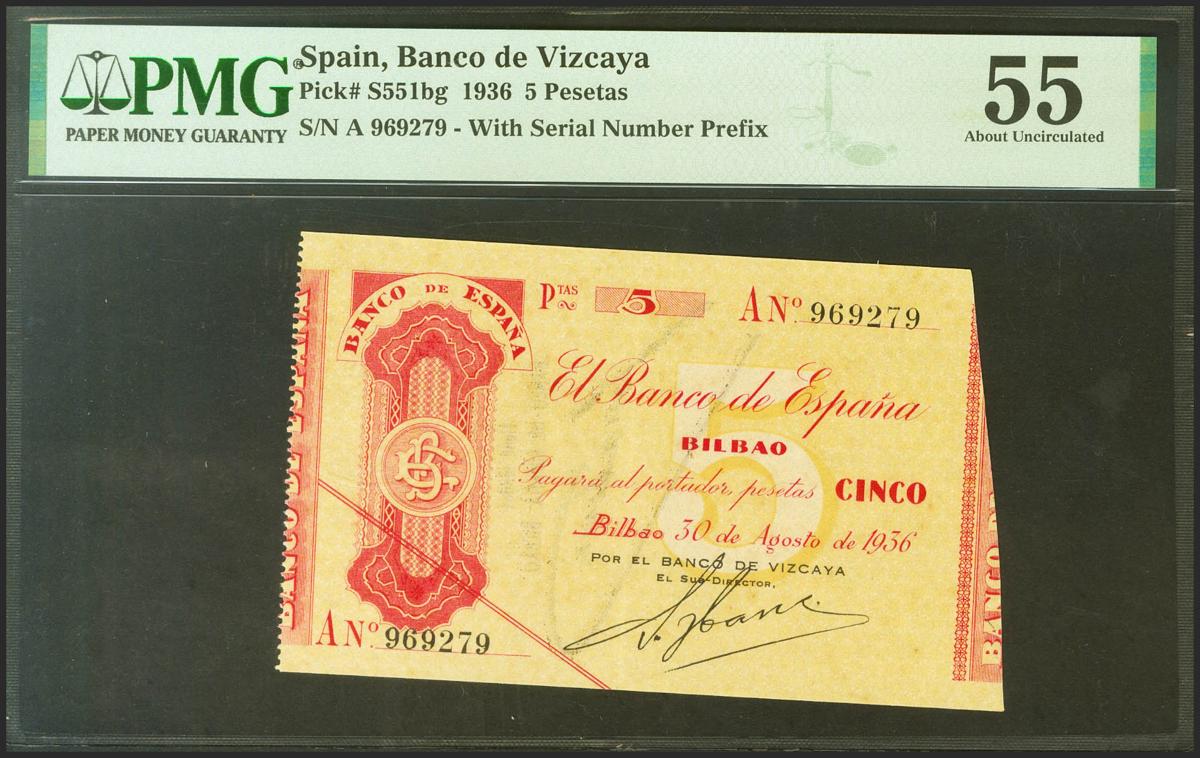 PMG®
PAPER MONEY GUARANTY
Spain, Banco de Vizcaya
Pick# S551bg 1936 5 Pesetas
S/N A 969279 - With Serial Number Prefix
55
About Uncirculated
BANCO DE ESPAÑA
PTAS 5
A Nº 969279
El Banco de España
BILBAO
Pagará al portador pesetas CINCO
Bilbao 30 de Agosto de 1936
POR EL BANCO DE VIZCAYA
EL SUB-DIRECTOR,
A Nº 969279
5